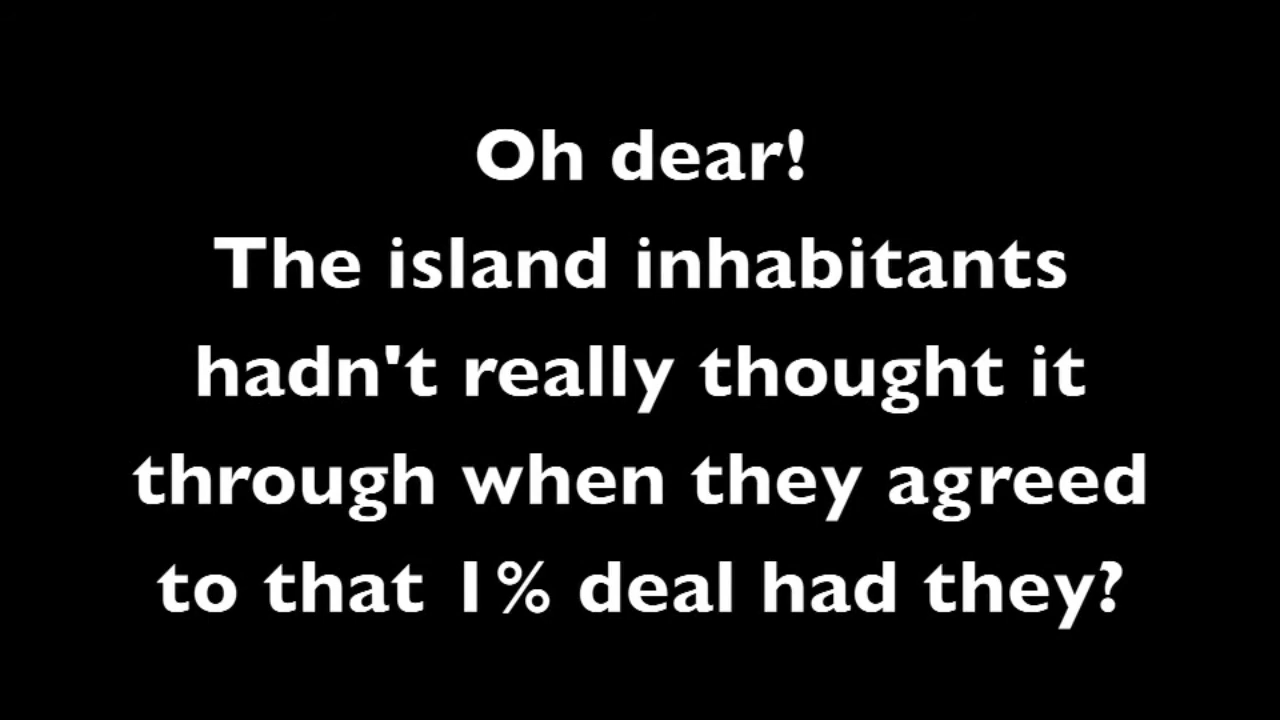 Oh dear!
The island inhabitants
hadn't really thought it
through when they agreed
to that 1% deal had they?